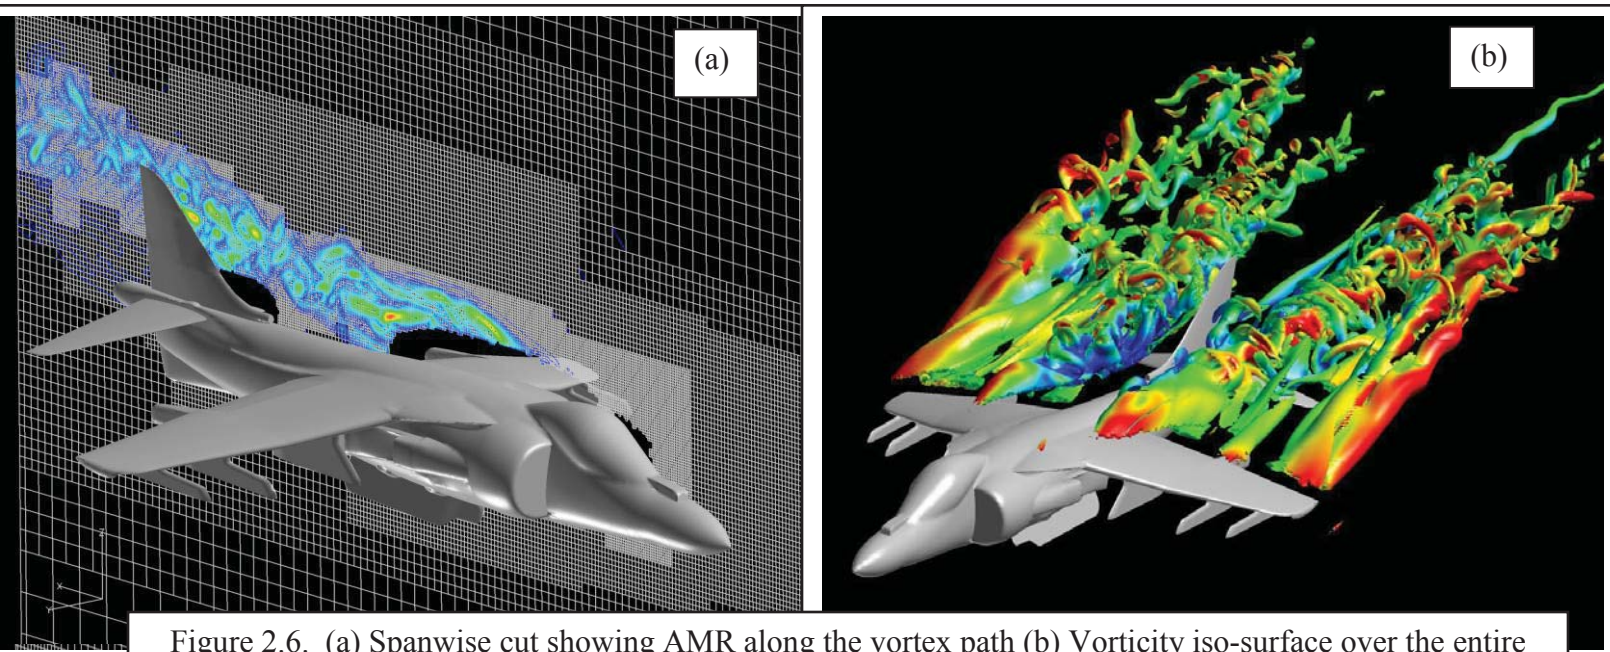 (a)
(b)
Z
X
Y
Figure 2.6. (a) Spanwise cut showing AMR along the vortex path (b) Vorticity iso-surface over the entire